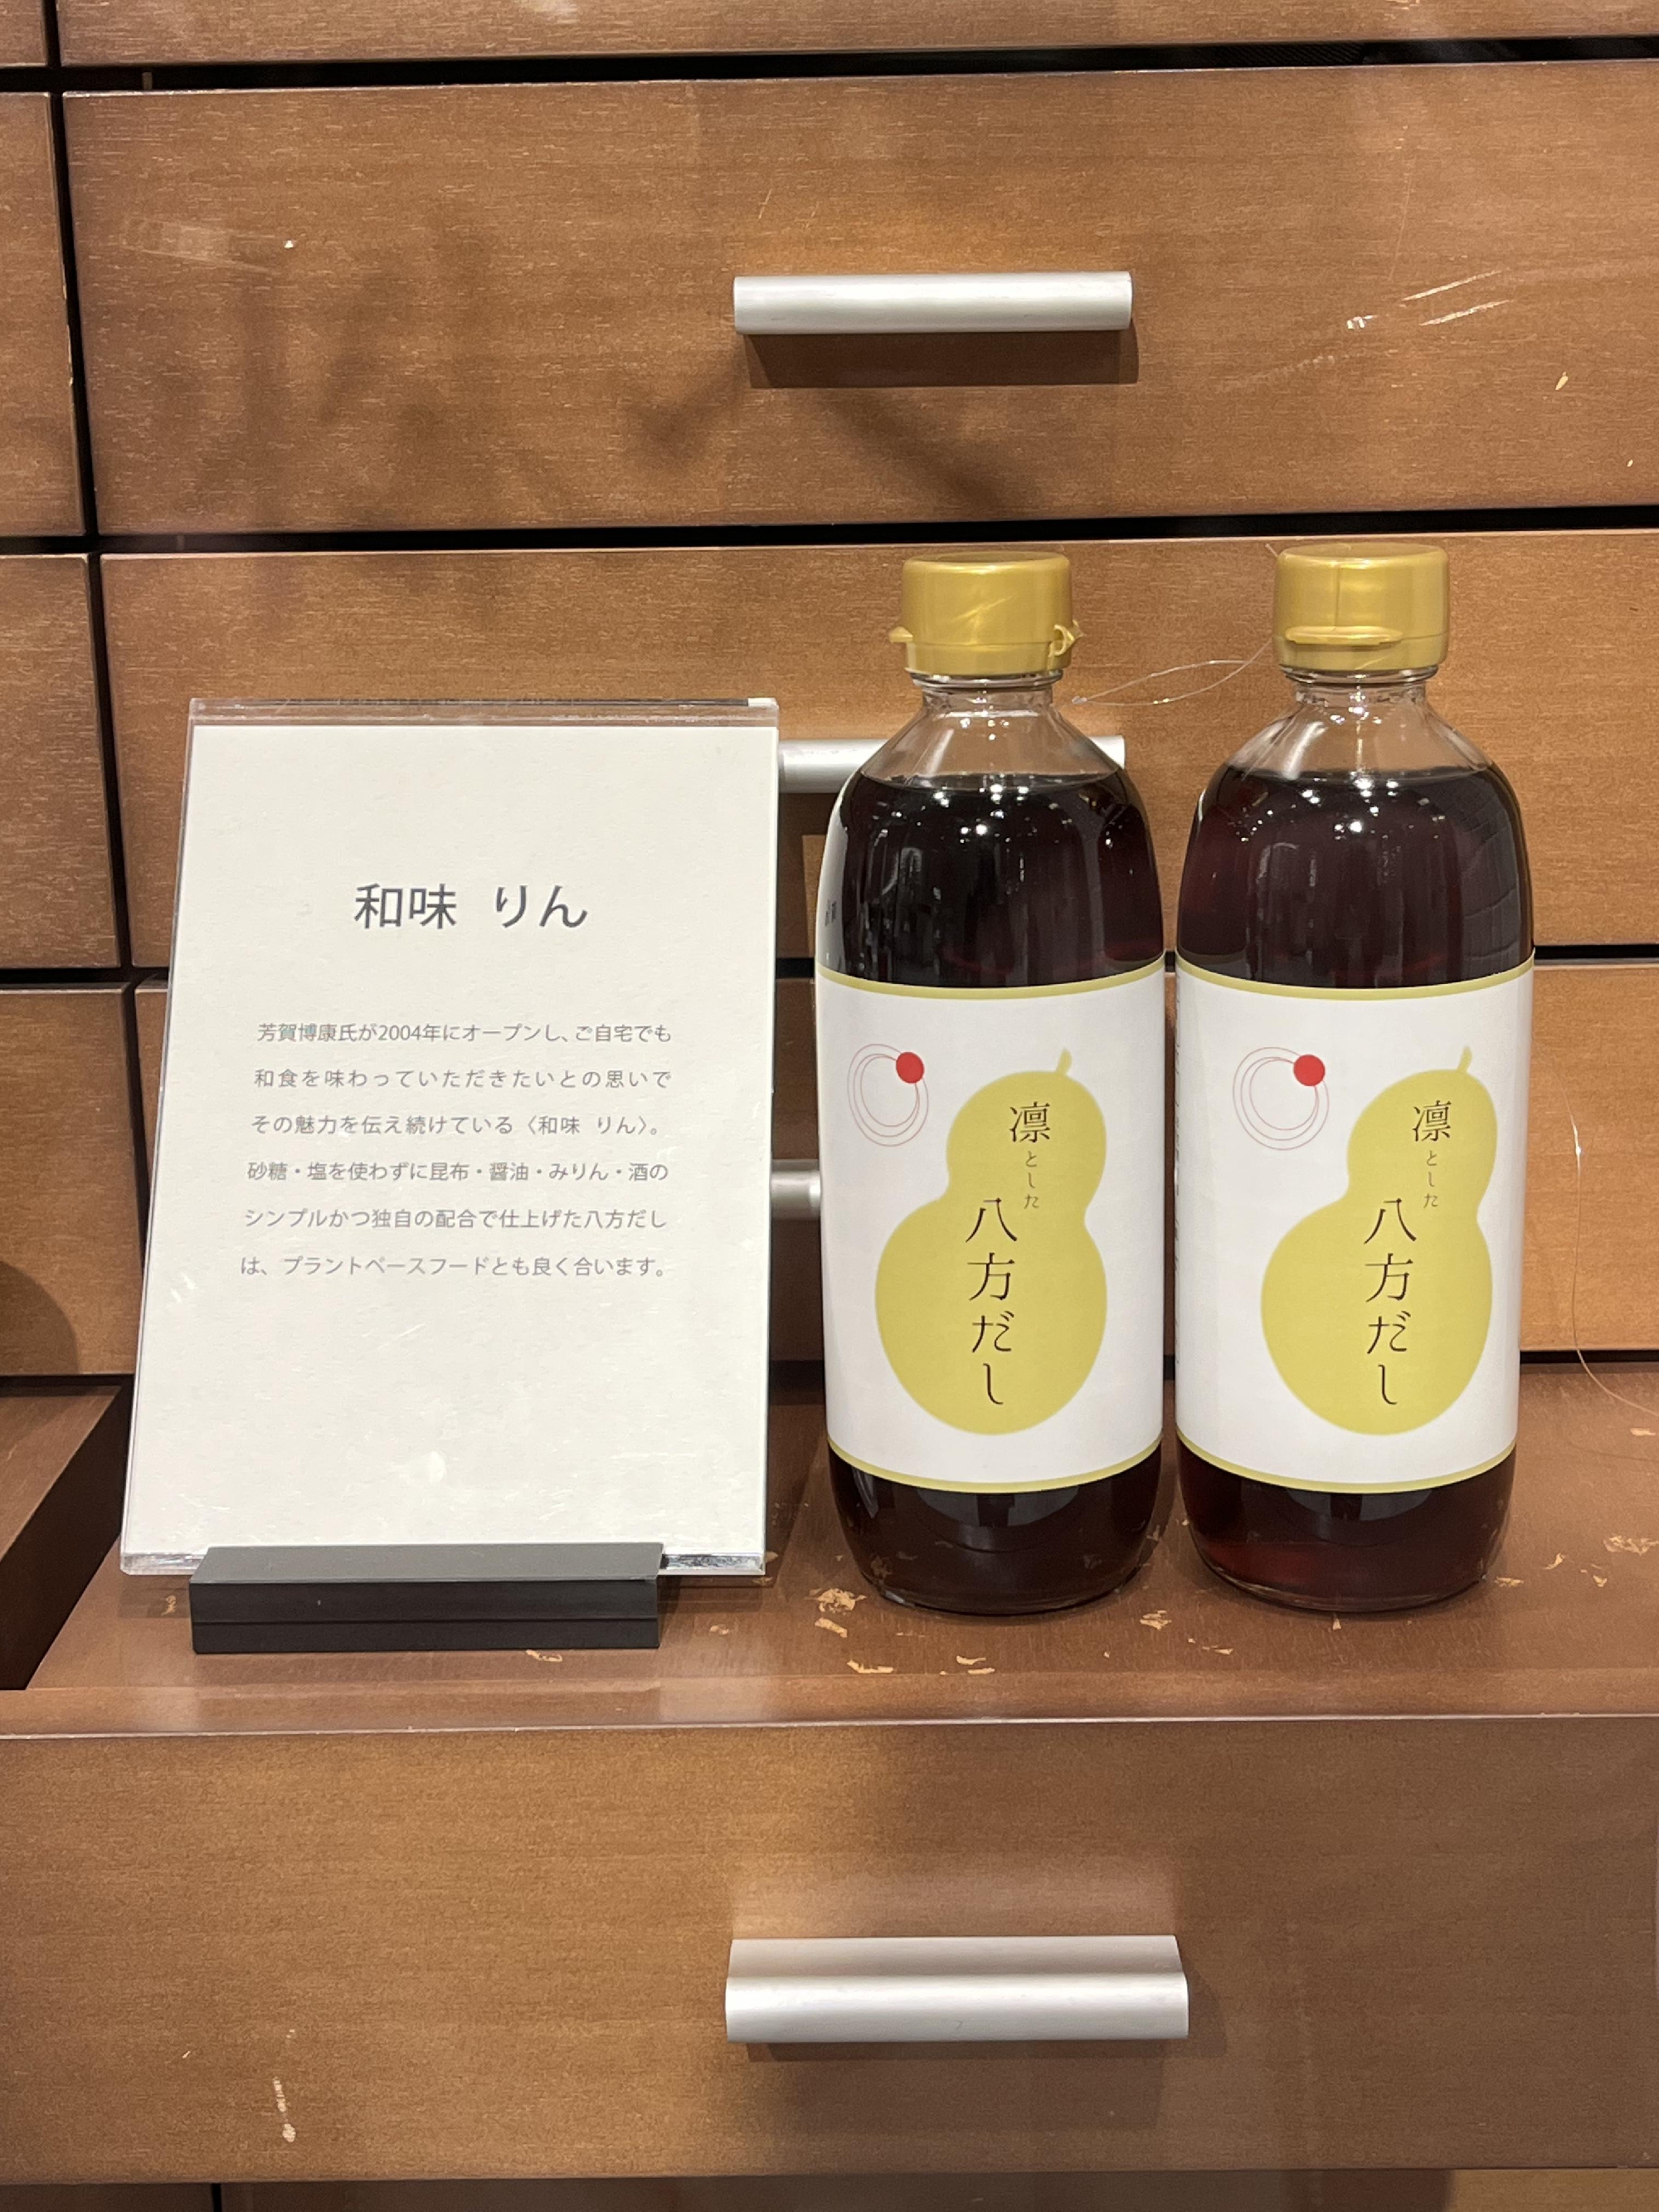 和味 りん
芳賀博康氏が2004年にオープンし、ご自宅でも
和食を味わっていただきたいとの思いで
その魅力を伝え続けている〈和味 りん〉。
砂糖・塩を使わずに昆布・醤油・みりん・酒の
シンプルかつ独自の配合で仕上げた八方だし
は、プラントベースフードとも良く合います。
凛とした
八方だし
凛とした
八方だし